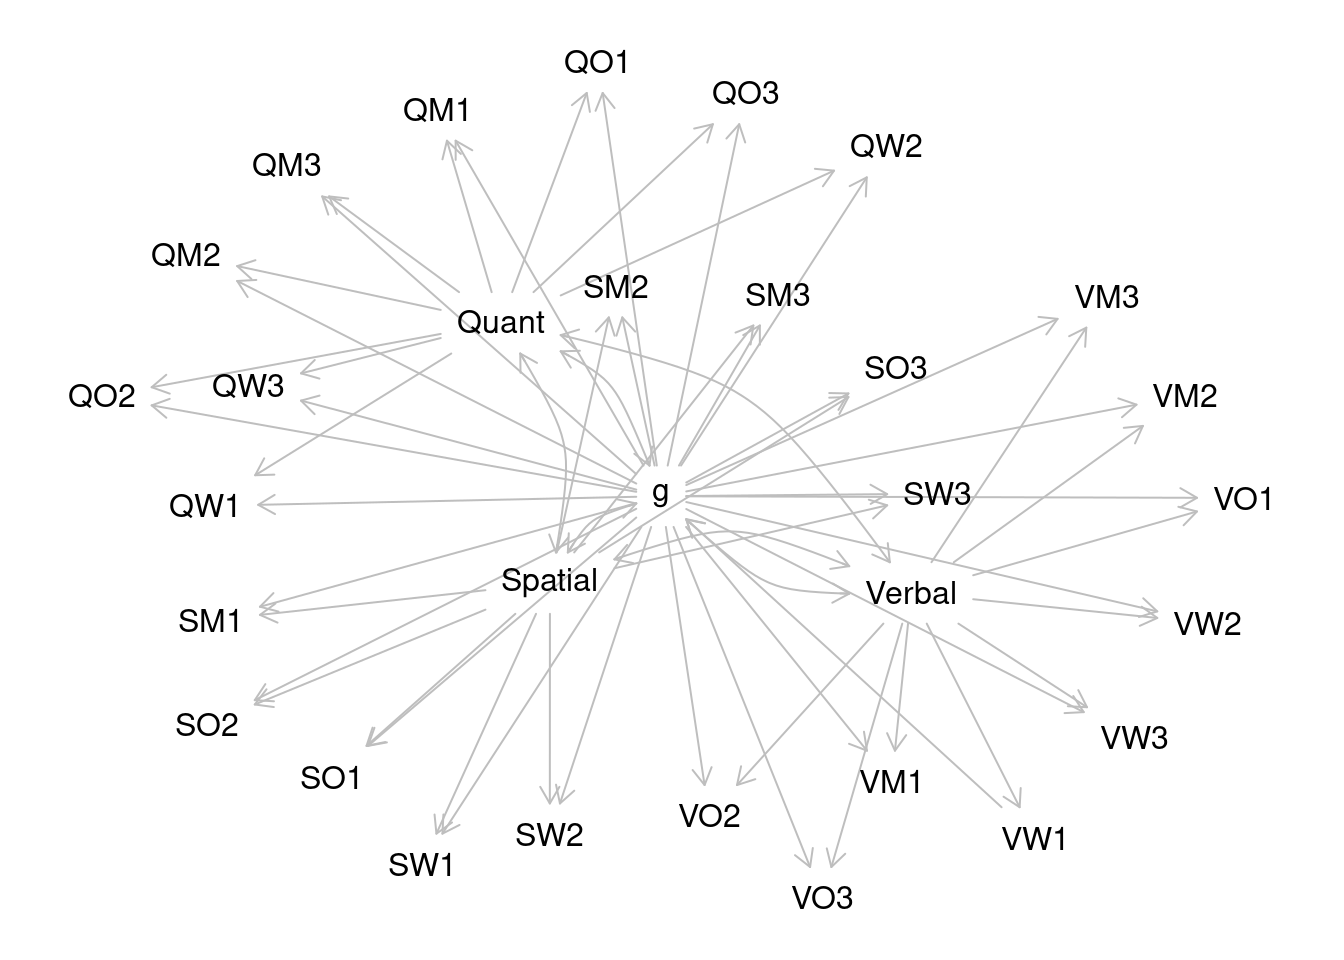 QO1
QO3
QM1
QW2
QM3
QM2
SM2
SM3
VM3
Quant
SO3
QW3
QO2
VM2
g
SW3
VO1
QW1
Spatial
Verbal
SM1
VW2
SO2
VW3
SO1
VM1
VO2
SW2
VW1
SW1
VO3